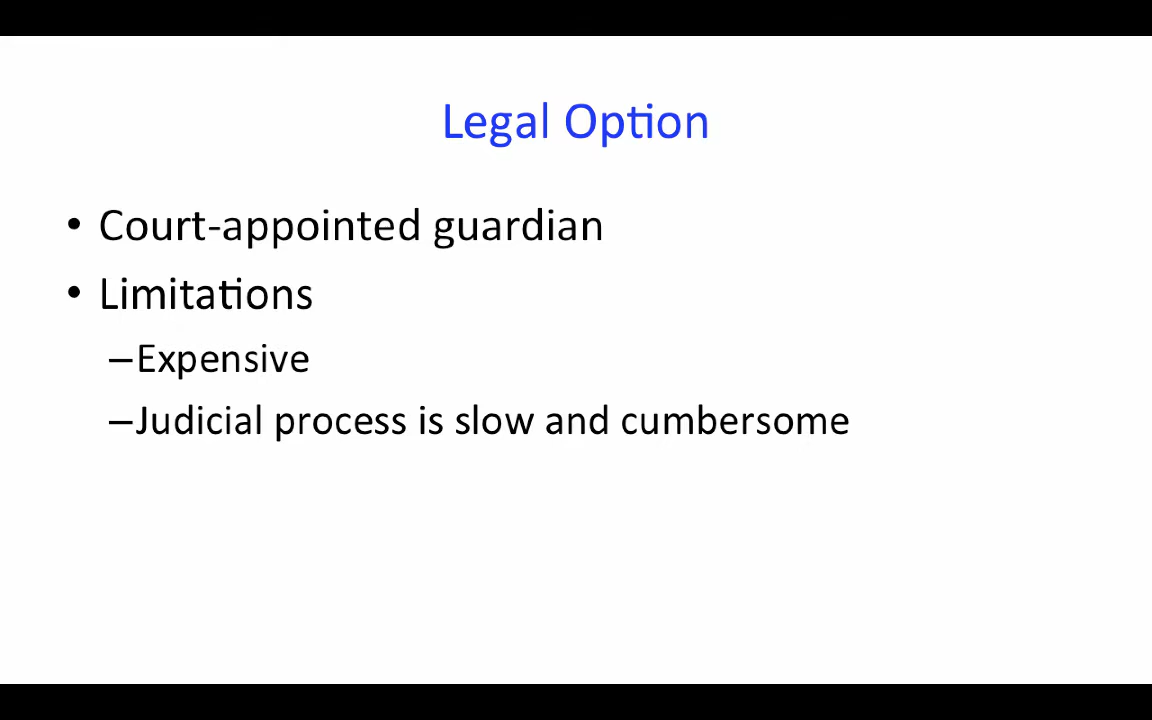 Legal Option
• Court-appointed guardian
• Limitations
–Expensive
–Judicial process is slow and cumbersome